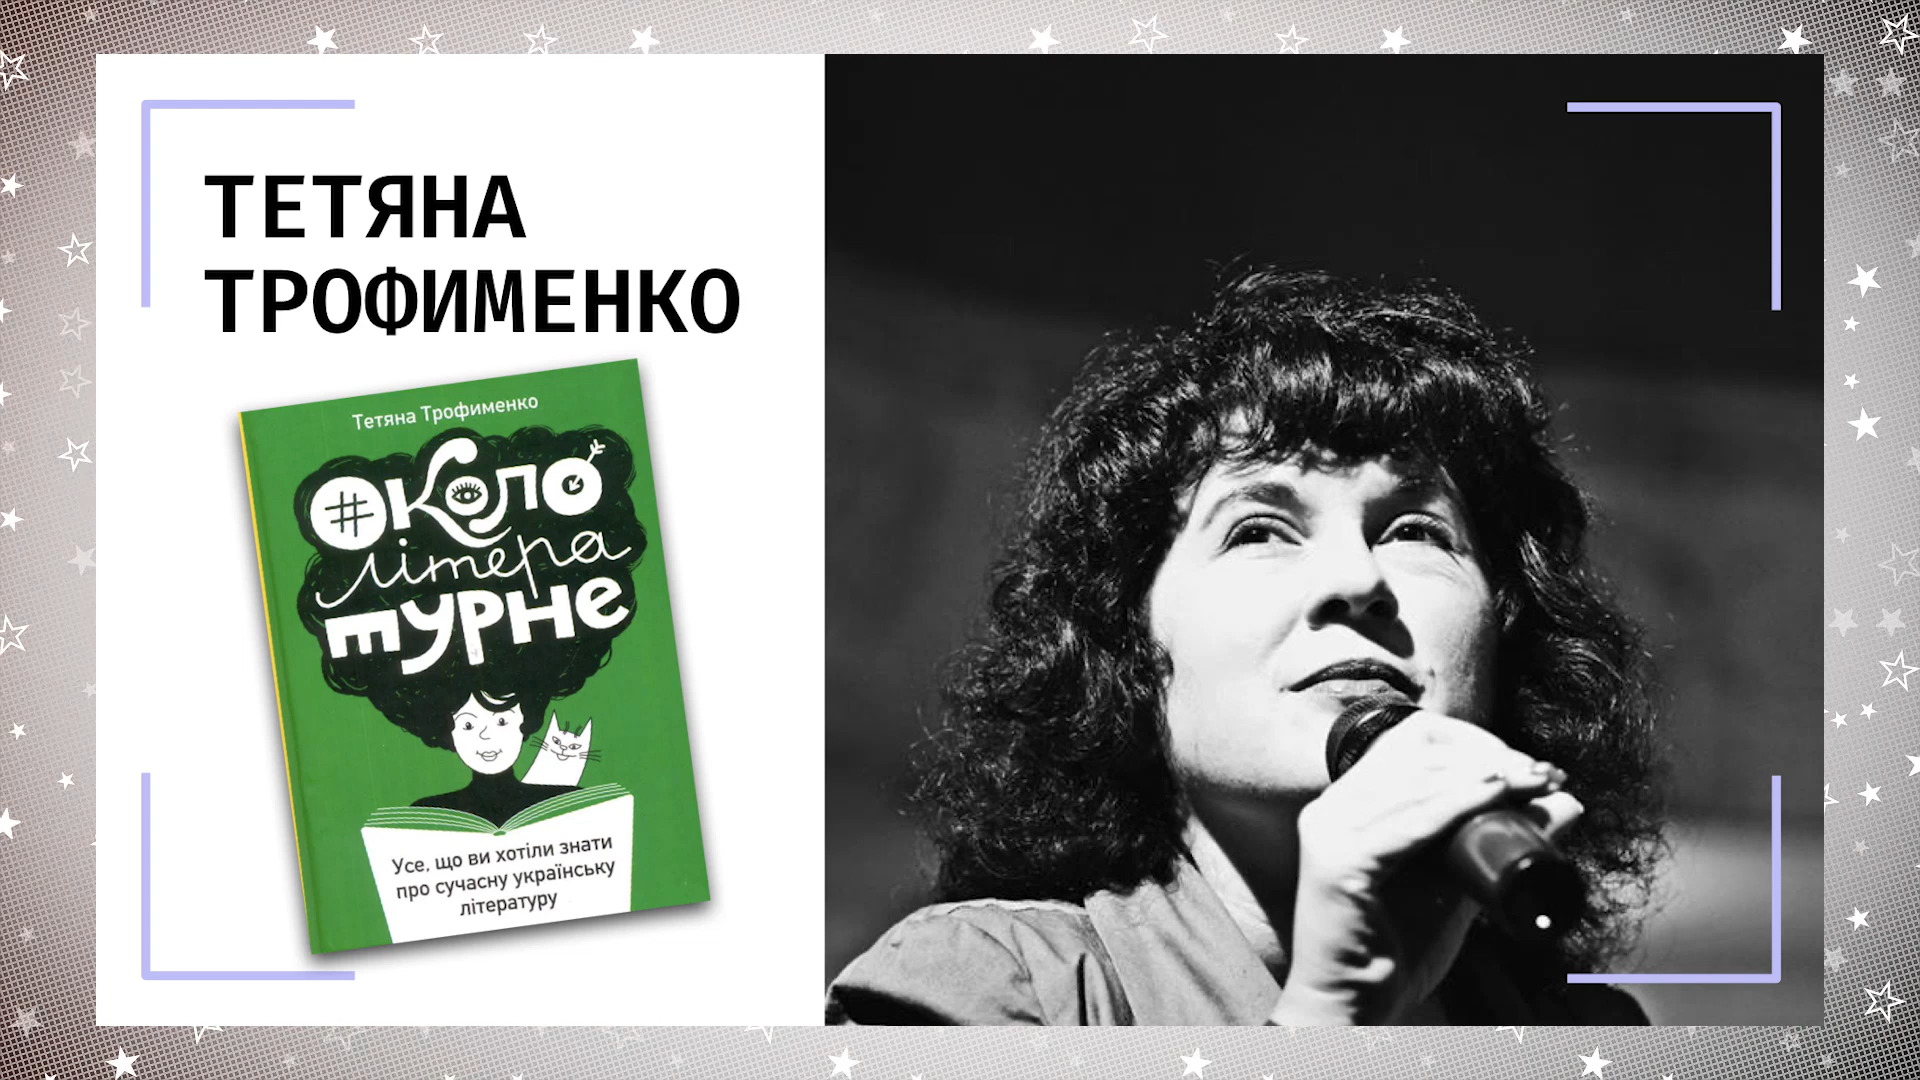 ТЕТЯНА
ТРОФИМЕНКО
Тетяна Трофименко
#ОКОЛО
літера
турне
Усе, що ви хотіли знати
про сучасну українську
літературу